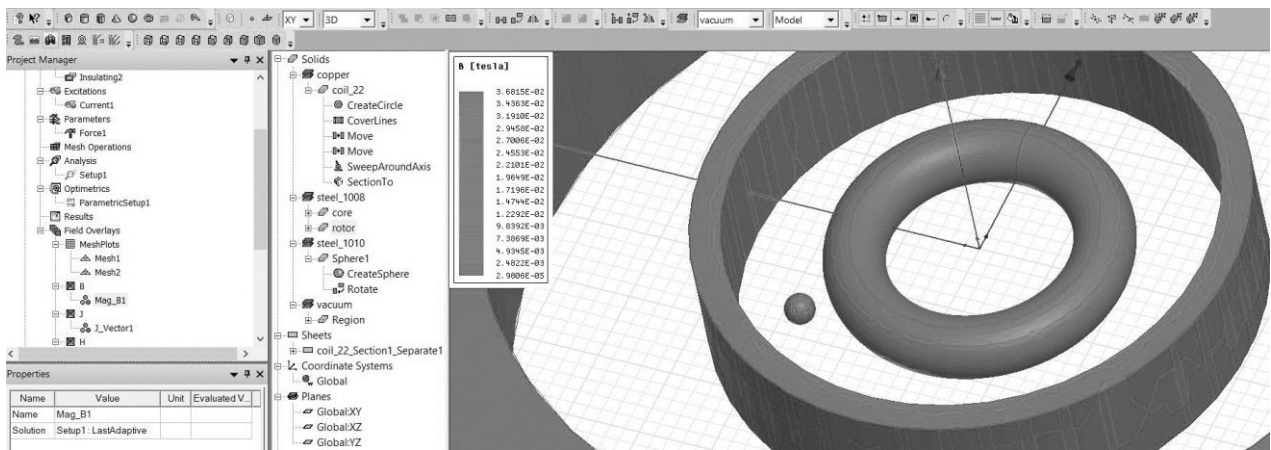 XY
3D
vacuum
Model
Project Manager
Insulating2
Excitations
Current1
Parameters
Force1
Mesh Operations
Analysis
Setup1
Optimetrics
ParametricSetup1
Results
Field Overlays
MeshPlots
Mesh1
Mesh2
B
Mag_B1
J
J_Vector1
H
Properties
Name Value Unit Evaluated V...
Name Mag_B1
Solution Setup1 : LastAdaptive
Solids
copper
coil_22
CreateCircle
CoverLines
Move
Move
SweepAroundAxis
SectionTo
steel_1008
core
rotor
steel_1010
Sphere1
CreateSphere
Rotate
vacuum
Region
Sheets
coil_22_Section1_Separate1
Coordinate Systems
Global
Planes
Global:XY
Global:XZ
Global:YZ
B [tesla]
3.6815E-02
3.4363E-02
3.1910E-02
2.9458E-02
2.7006E-02
2.4553E-02
2.2101E-02
1.9649E-02
1.7196E-02
1.4744E-02
1.2292E-02
9.8392E-03
7.3869E-03
4.9345E-03
2.4822E-03
2.9806E-05